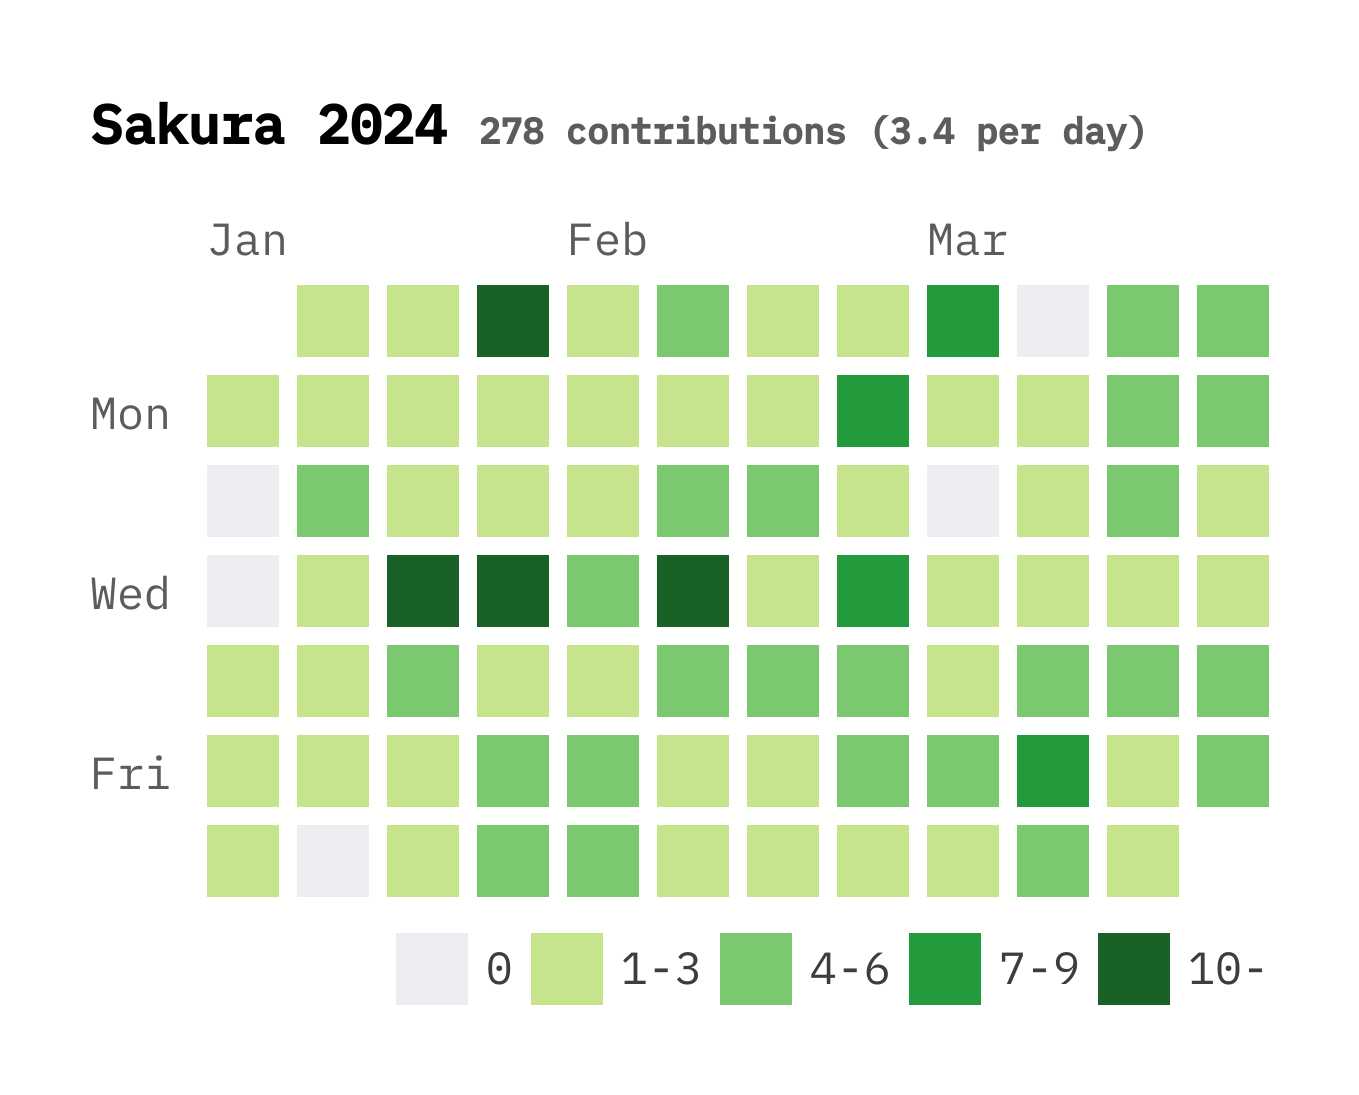 Sakura 2024 278 contributions (3.4 per day)
Jan Feb Mar
Mon
Wed
Fri
0 1-3 4-6 7-9 10-